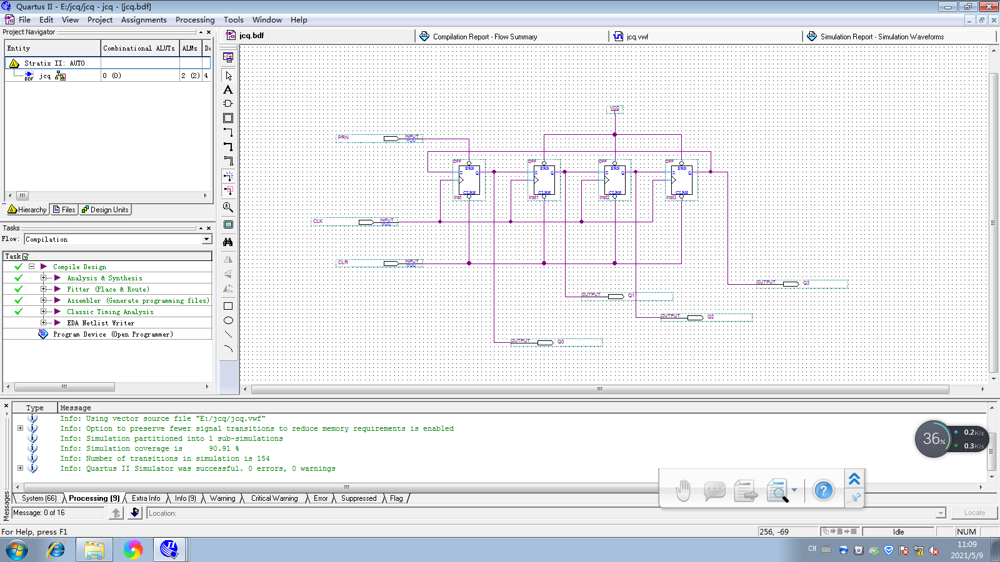 Quartus II - E:/jcq/jcq - jcq - [jcq.bdf]
File Edit View Project Assignments Processing Tools Window Help
Project Navigator
Entity Combinational ALUTs ALMs De
Stratix II: AUTO
BDF jcq 0 (0) 2 (2) 4
Hierarchy Files Design Units
Tasks
Flow: Compilation
Task
Compile Design
Analysis & Synthesis
Fitter (Place & Route)
Assembler (Generate programming files)
Classic Timing Analysis
EDA Netlist Writer
Program Device (Open Programmer)
jcq.bdf Compilation Report - Flow Summary jcq.vwf Simulation Report - Simulation Waveforms
VCC
PRN INPUT VCC
PRN Q CLRN inst
PRN Q CLRN inst1
PRN Q CLRN inst2
PRN Q CLRN inst3
CLK INPUT VCC
CLR INPUT VCC
OUTPUT Q3
OUTPUT Q1
OUTPUT Q2
OUTPUT Q0
Type Message
Info: Using vector source file "E:/jcq/jcq.vwf"
Info: Option to preserve fewer signal transitions to reduce memory requirements is enabled
Info: Simulation partitioned into 1 sub-simulations
Info: Simulation coverage is 90.91 %
Info: Number of transitions in simulation is 154
Info: Quartus II Simulator was successful. 0 errors, 0 warnings
36% 0.2K/s
0.3K/s
System (66) Processing (9) Extra Info Info (9) Warning Critical Warning Error Suppressed Flag
Messages
Message: 0 of 16 Location: Locate
For Help, press F1 256, -69 Idle NUM
CH 11:09
2021/5/9